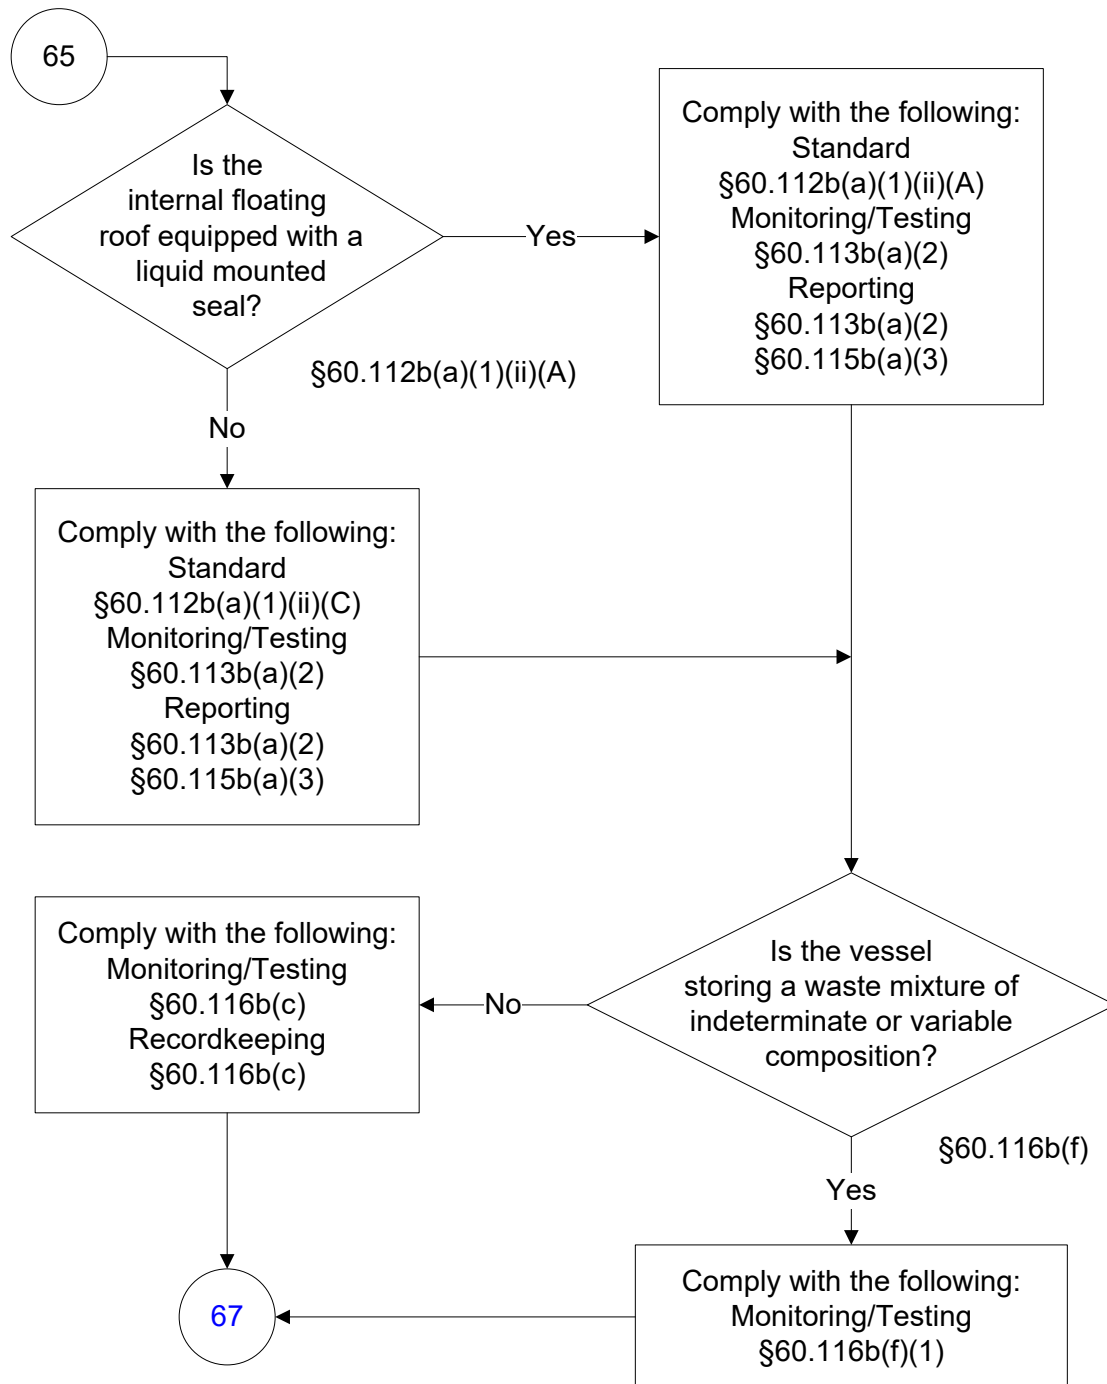 65
Is the
internal floating
roof equipped with a
liquid mounted
seal?
§60.112b(a)(1)(ii)(A)
Yes
Comply with the following:
Standard
§60.112b(a)(1)(ii)(A)
Monitoring/Testing
§60.113b(a)(2)
Reporting
§60.113b(a)(2)
§60.115b(a)(3)
No
Comply with the following:
Standard
§60.112b(a)(1)(ii)(C)
Monitoring/Testing
§60.113b(a)(2)
Reporting
§60.113b(a)(2)
§60.115b(a)(3)
Is the vessel
storing a waste mixture of
indeterminate or variable
composition?
§60.116b(f)
No
Comply with the following:
Monitoring/Testing
§60.116b(c)
Recordkeeping
§60.116b(c)
Yes
Comply with the following:
Monitoring/Testing
§60.116b(f)(1)
67